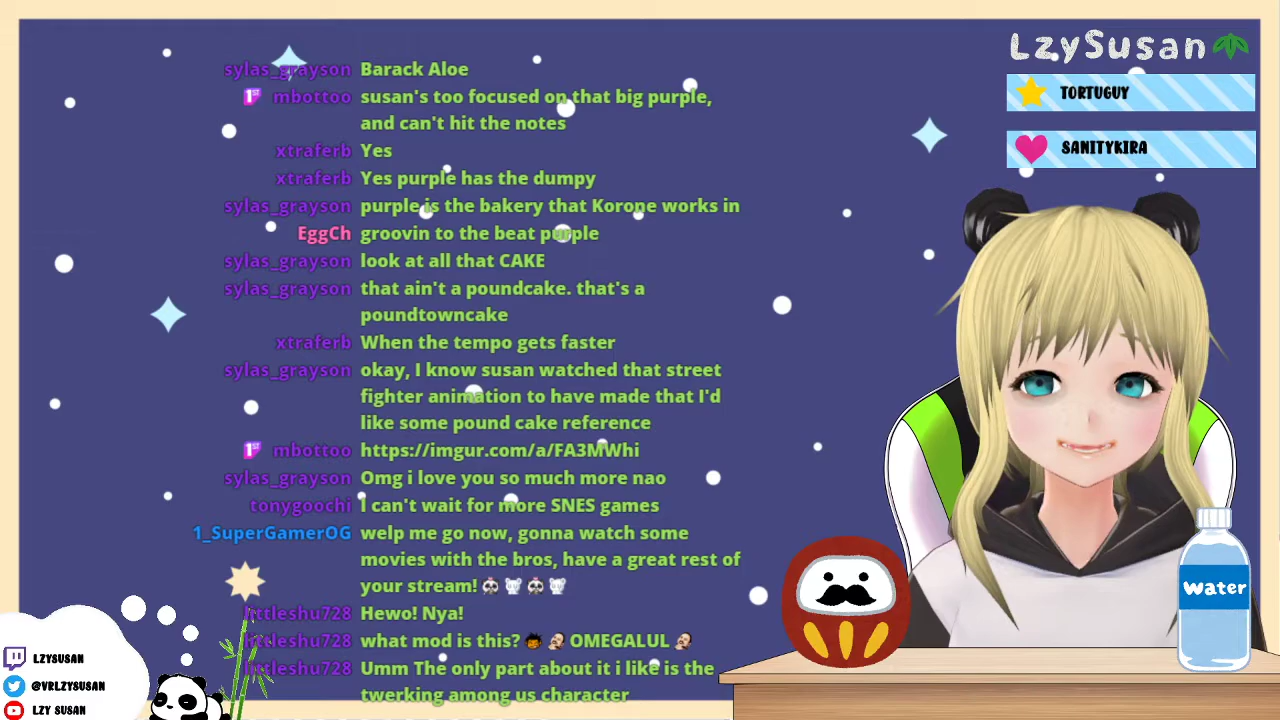 LzySusan
TORTUGUY
SANITYKIRA
sylas_grayson Barack Aloe
mbottoo susan's too focused on that big purple,
and can't hit the notes
xtraferb Yes
xtraferb Yes purple has the dumpy
sylas_grayson purple is the bakery that Korone works in
EggCh groovin to the beat purple
sylas_grayson look at all that CAKE
sylas_grayson that ain't a poundcake. that's a
poundtowncake
xtraferb When the tempo gets faster
sylas_grayson okay, I know susan watched that street
fighter animation to have made that I'd
like some pound cake reference
mbottoo https://imgur.com/a/FA3MWhi
sylas_grayson Omg i love you so much more nao
tonygoochi I can't wait for more SNES games
1_SuperGamerOG welp me go now, gonna watch some
movies with the bros, have a great rest of
your stream!
littleshu728 Hewo! Nya!
littleshu728 what mod is this? OMEGALUL
littleshu728 Umm The only part about it i like is the
twerking among us character
Water
LZYSUSAN
@VRLZYSUSAN
LZY SUSAN